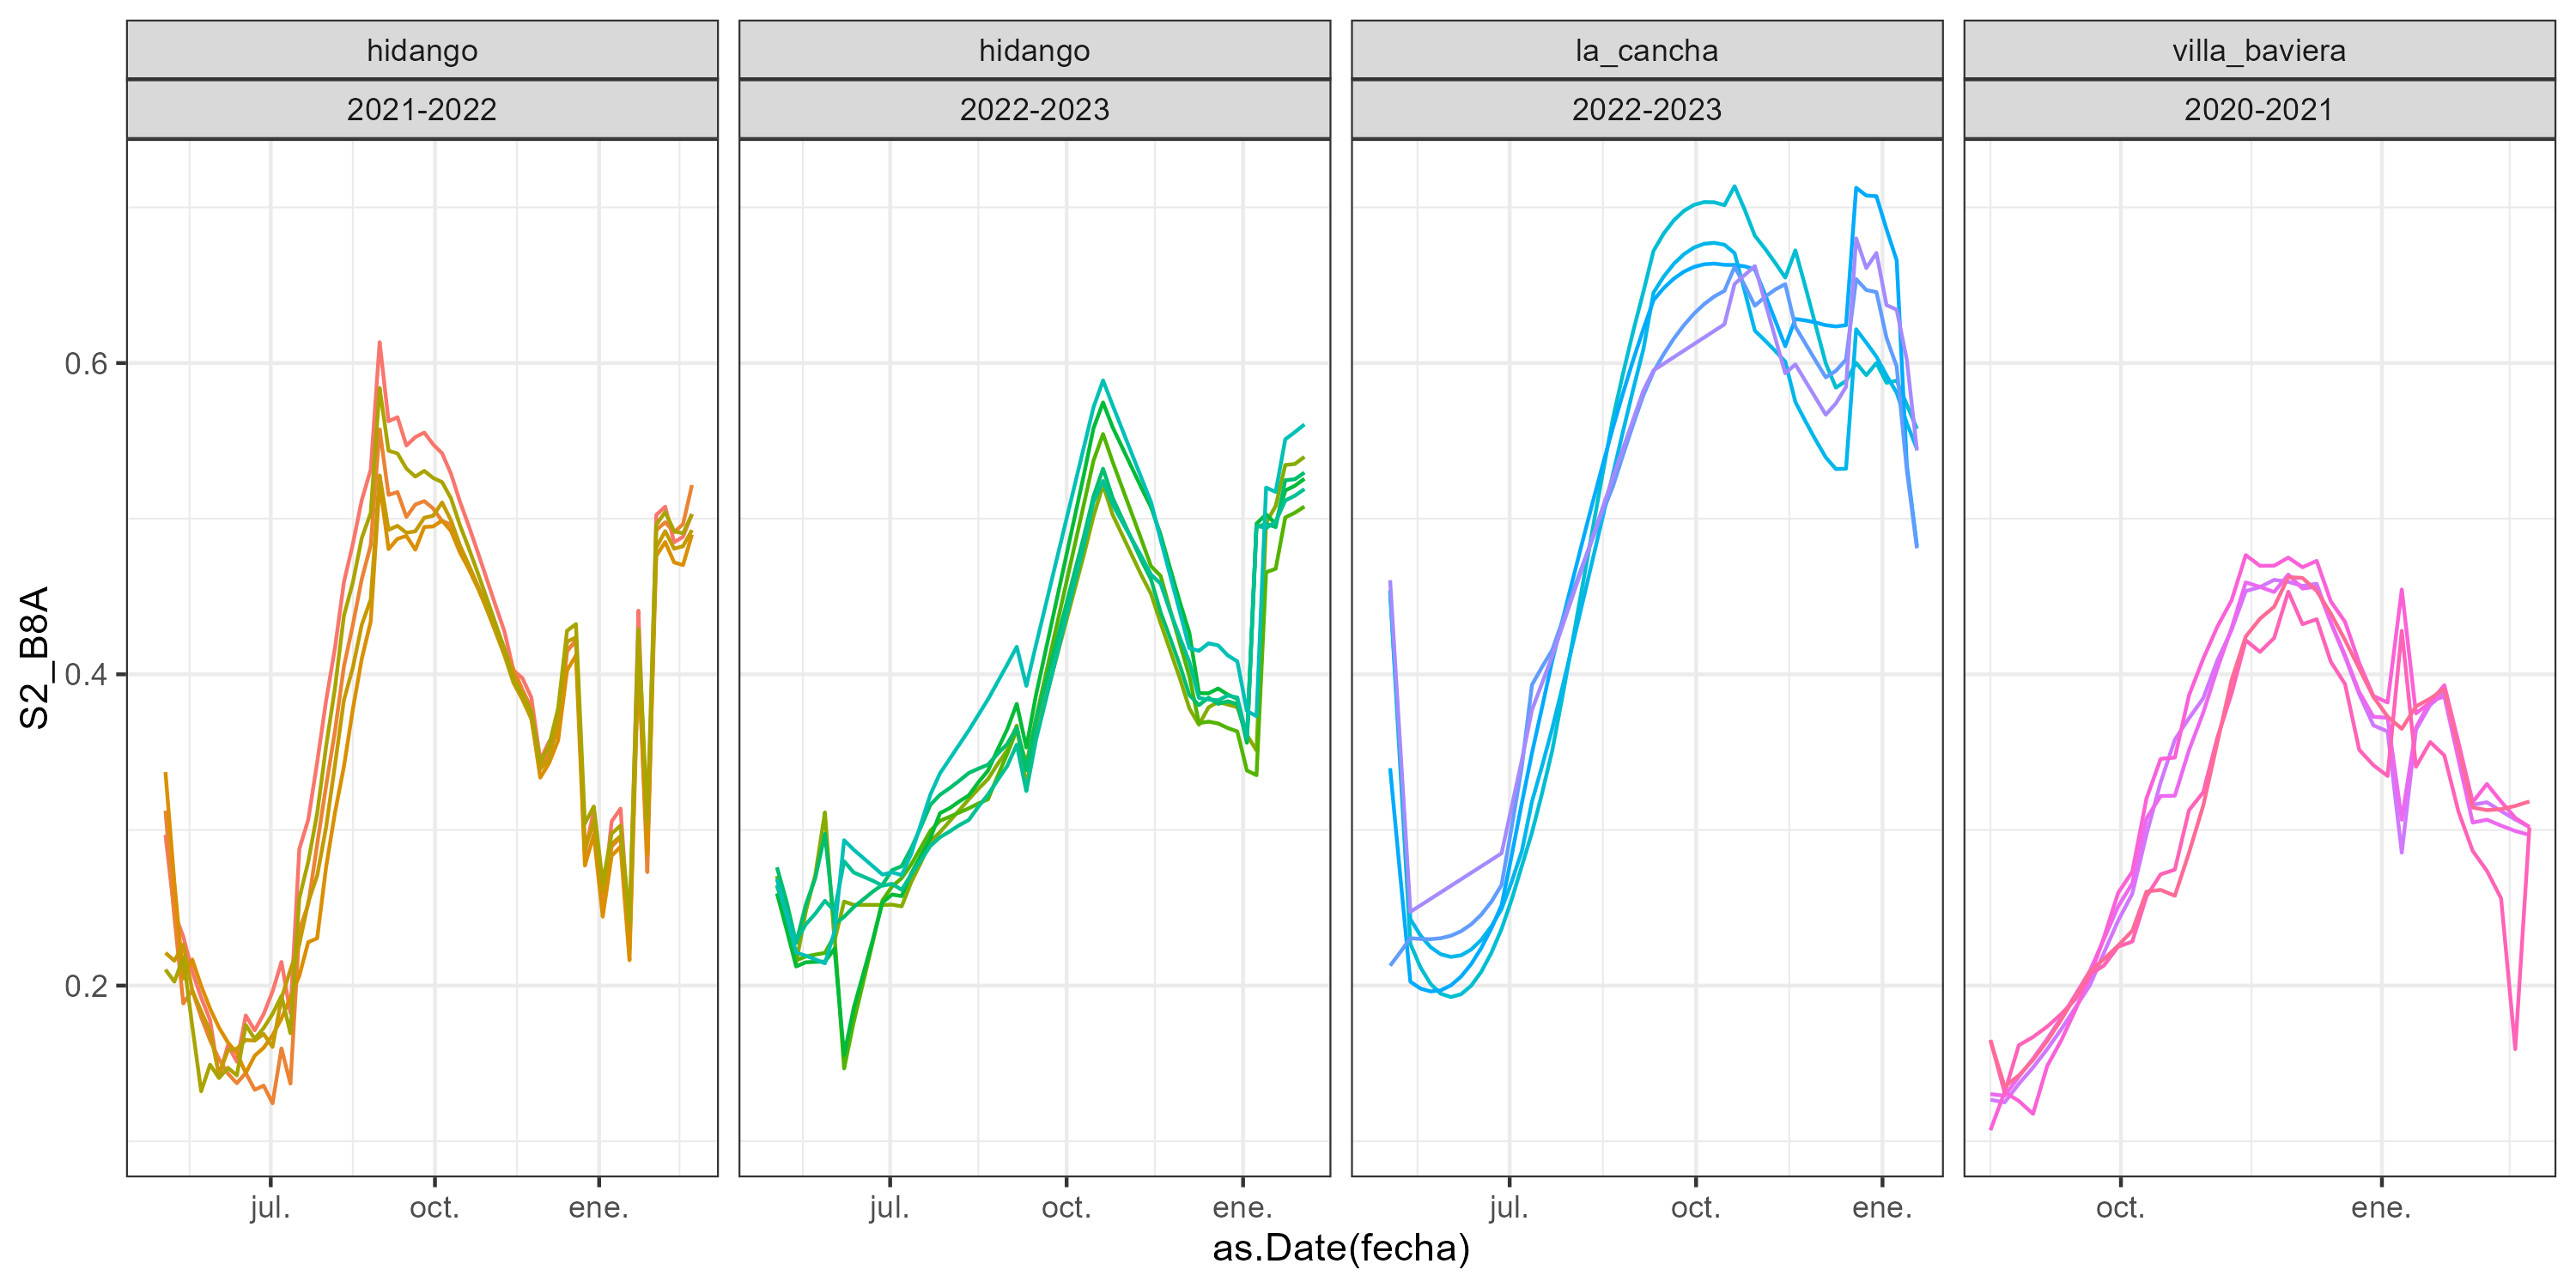 hidango hidango la_cancha villa_baviera
2021-2022 2022-2023 2022-2023 2020-2021
S2_B8A
0.6
0.4
0.2
jul. oct. ene. jul. oct. ene. jul. oct. ene. oct. ene.
as.Date(fecha)